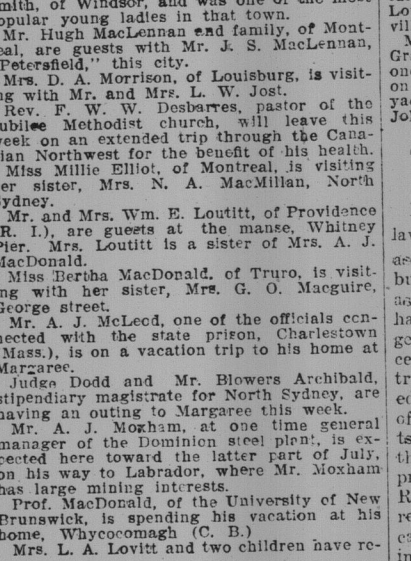 mith, of Windsor, and was one of the most
opular young ladies in that town.
Mr. Hugh MacLennan and family, of Mont-
eal, are guests with Mr. J. S. MacLennan,
"Petersfield," this city.
Mrs. D. A. Morrison, of Louisburg, is visit-
ng with Mr. and Mrs. L. W. Jost.
Rev. F. W. W. Desbarres, pastor of the
ubilee Methodist church, will leave this
week on an extended trip through the Cana-
ian Northwest for the benefit of his health.
Miss Millie Elliot, of Montreal, is visiting
er sister, Mrs. N. A. MacMillan, North
Sydney.
Mr. and Mrs. Wm. E. Loutitt, of Providence
(R. I.), are guests at the manse, Whitney
Pier. Mrs. Loutitt is a sister of Mrs. A. J.
MacDonald.
Miss Bertha MacDonald, of Truro, is visit-
ng with her sister, Mrs. G. O. Macguire,
George street.
Mr. A. J. McLeod, one of the officials con-
nected with the state prison, Charlestown
(Mass.), is on a vacation trip to his home at
Margaree.
Judge Dodd and Mr. Blowers Archibald,
stipendiary magistrate for North Sydney, are
having an outing to Margaree this week.
Mr. A. J. Moxham, at one time general
manager of the Dominion steel plant, is ex-
pected here toward the latter part of July,
on his way to Labrador, where Mr. Moxham
has large mining interests.
Prof. MacDonald, of the University of New
Brunswick, is spending his vacation at his
home, Whycocomagh (C. B.)
Mrs. L. A. Lovitt and two children have re-